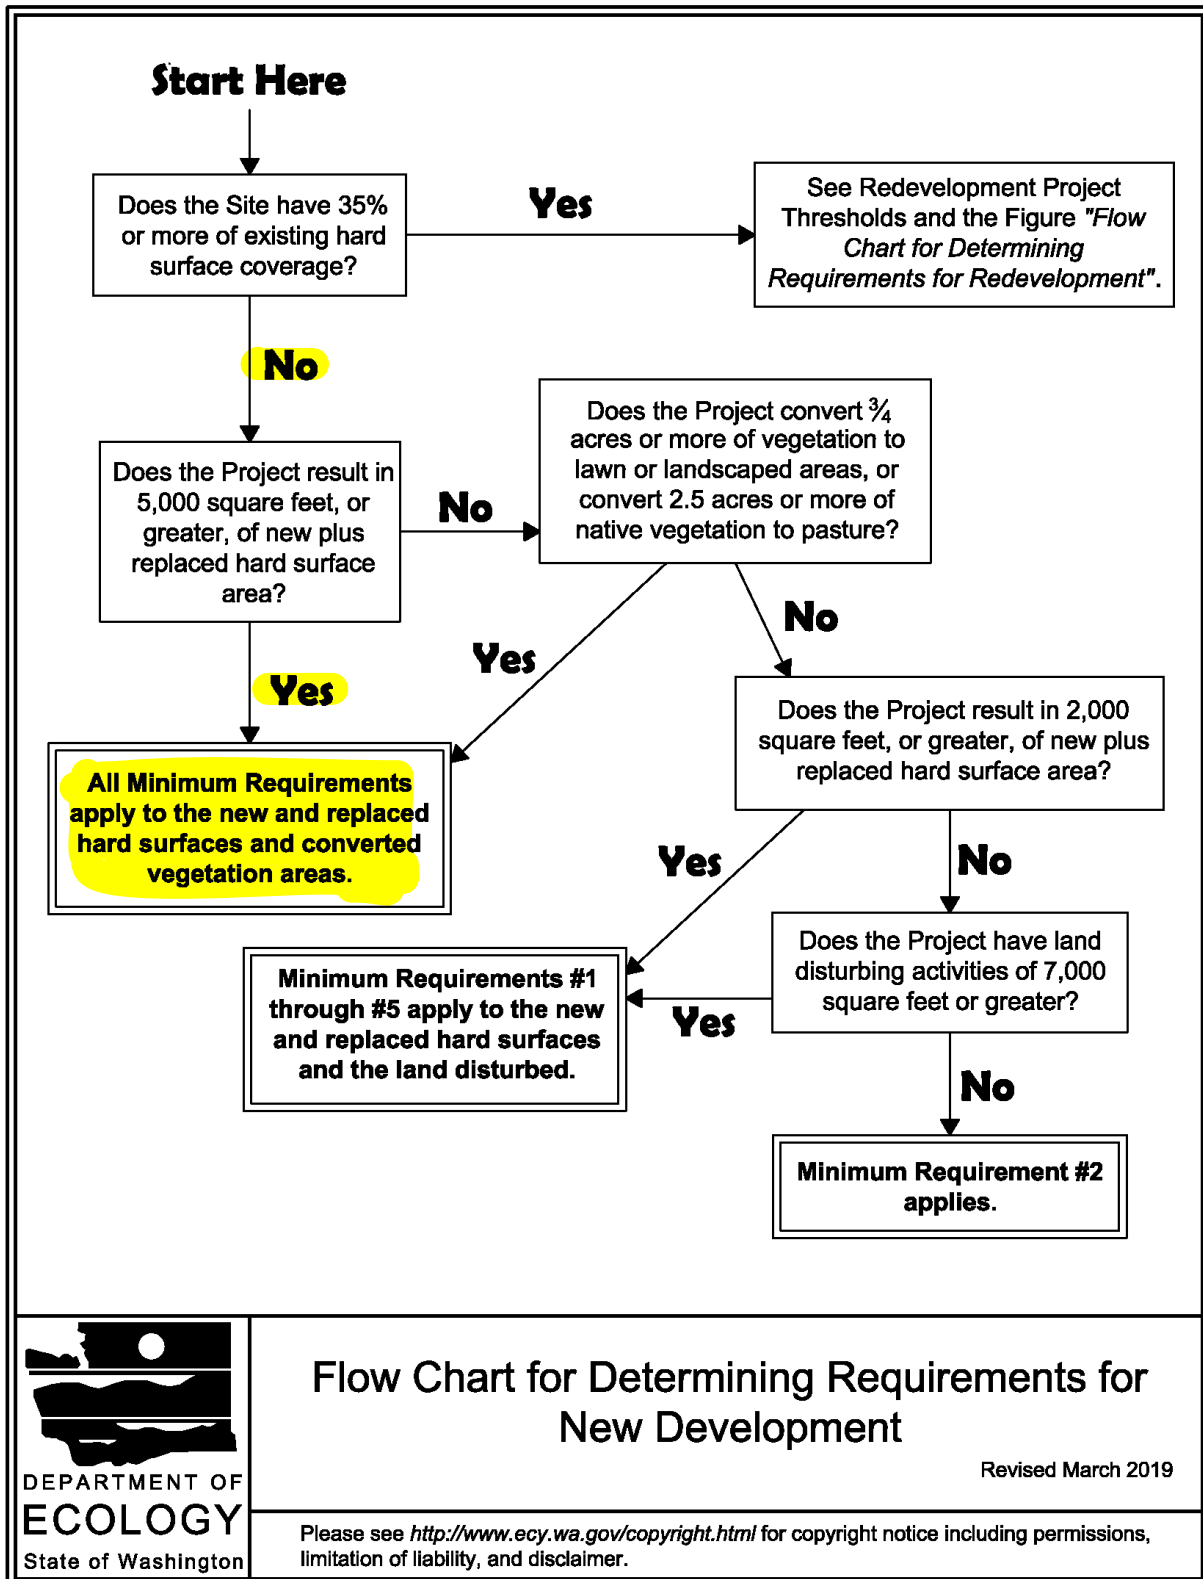 Start Here
Does the Site have 35%
or more of existing hard
surface coverage?
Yes
See Redevelopment Project
Thresholds and the Figure "Flow
Chart for Determining
Requirements for Redevelopment".
No
Does the Project result in
5,000 square feet, or
greater, of new plus
replaced hard surface
area?
No
Does the Project convert ¾
acres or more of vegetation to
lawn or landscaped areas, or
convert 2.5 acres or more of
native vegetation to pasture?
Yes
Yes
No
All Minimum Requirements
apply to the new and replaced
hard surfaces and converted
vegetation areas.
Does the Project result in 2,000
square feet, or greater, of new plus
replaced hard surface area?
Yes
No
Minimum Requirements #1
through #5 apply to the new
and replaced hard surfaces
and the land disturbed.
Yes
Does the Project have land
disturbing activities of 7,000
square feet or greater?
No
Minimum Requirement #2
applies.
DEPARTMENT OF
ECOLOGY
State of Washington
Flow Chart for Determining Requirements for
New Development
Revised March 2019
Please see http://www.ecy.wa.gov/copyright.html for copyright notice including permissions,
limitation of liability, and disclaimer.